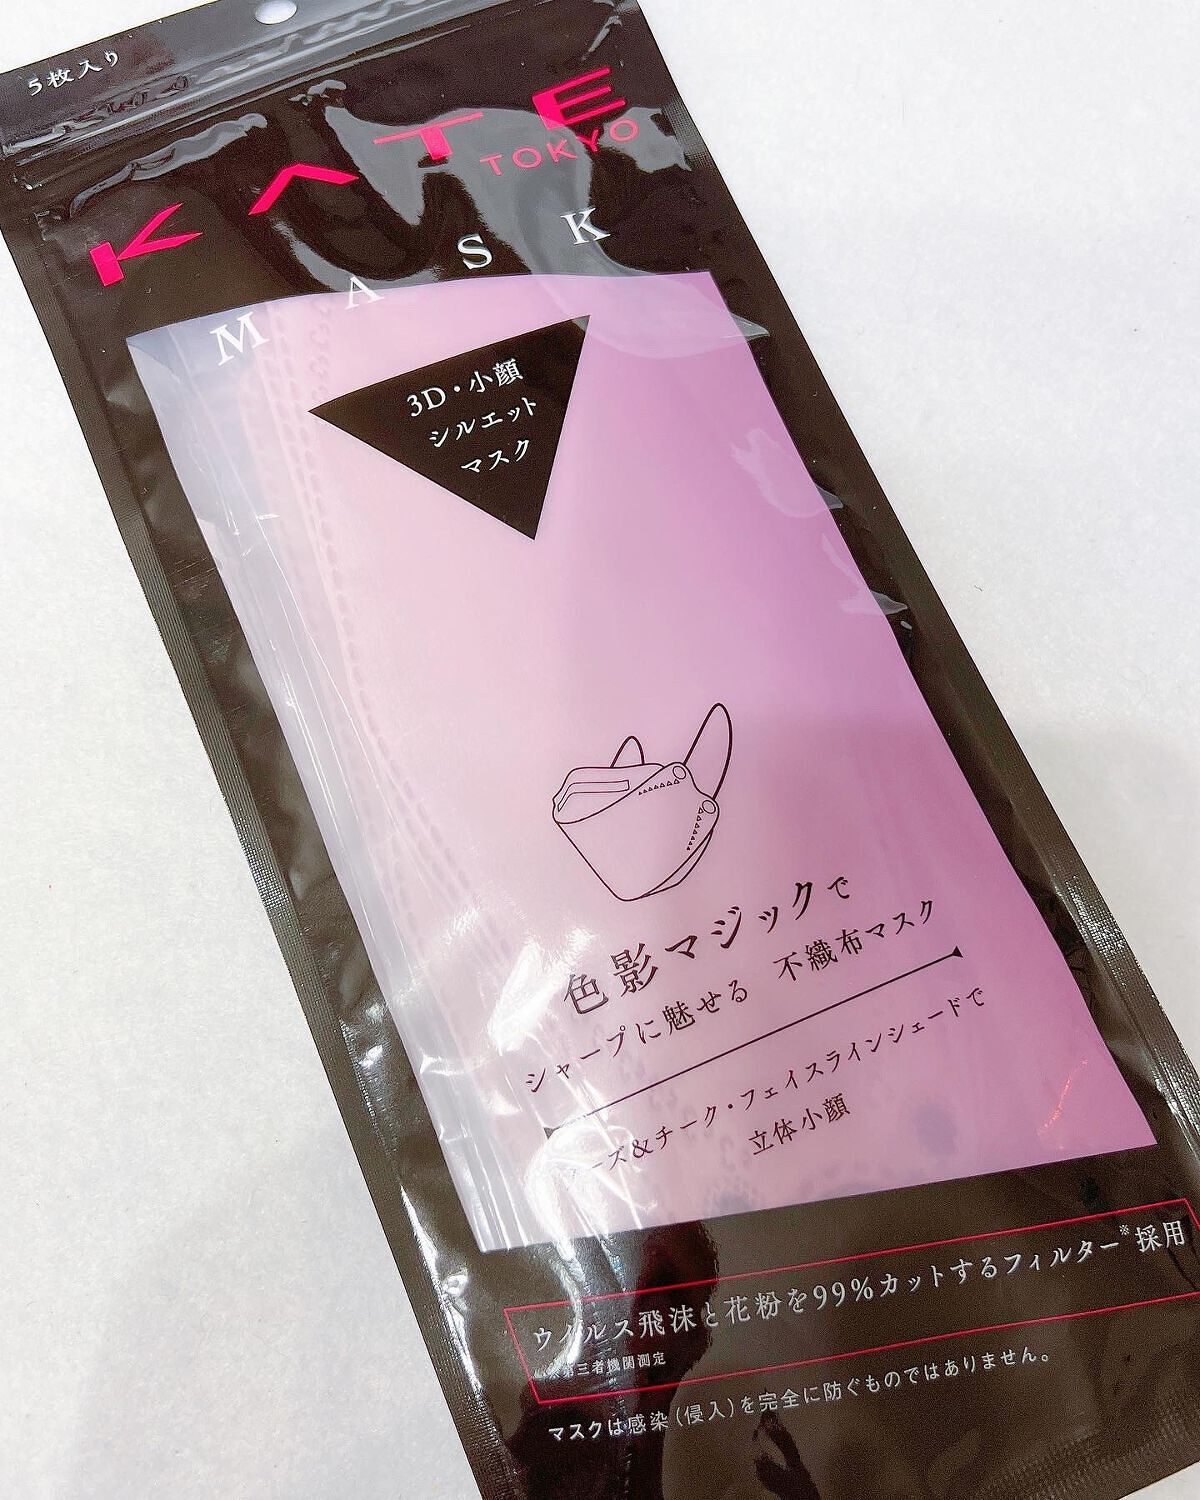 5枚入り
KATE
TOKYO
MASK
3D・小顔
シルエット
マスク
色影マジックで
シャープに魅せる 不織布マスク
ーズ&チーク・フェイスラインシェードで
立体小顔
ウイルス飛沫と花粉を99%カットするフィルター※採用
※第三者機関測定
マスクは感染(侵入)を完全に防ぐものではありません。